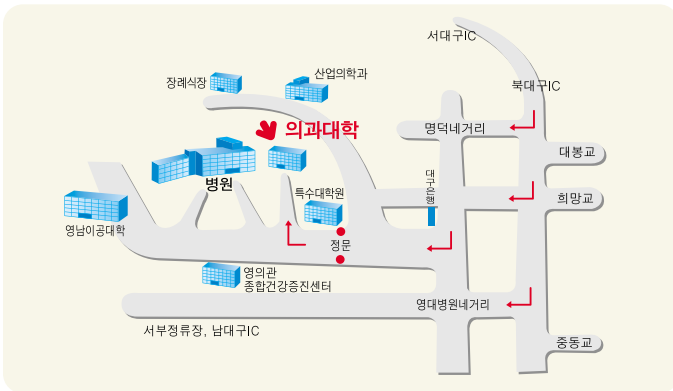 서대구IC
북대구IC
산업의학과
장례식장
의과대학
명덕네거리
대봉교
병원
대구은행
특수대학원
희망교
영남이공대학
정문
영의관
종합건강증진센터
영대병원네거리
서부정류장, 남대구IC
중동교